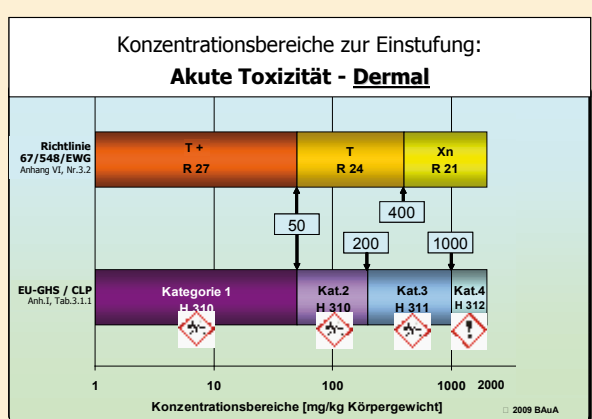 Konzentrationsbereiche zur Einstufung:
Akute Toxizität - Dermal
Richtlinie
67/548/EWG
Anhang VI, Nr.3.2
T +
R 27
T
R 24
Xn
R 21
50
400
200
1000
EU-GHS / CLP
Anh.I, Tab.3.1.1
Kategorie 1
H 310
Kat.2
H 310
Kat.3
H 311
Kat.4
H 312
1
10
100
1000
2000
Konzentrationsbereiche [mg/kg Körpergewicht]
2009 BAuA